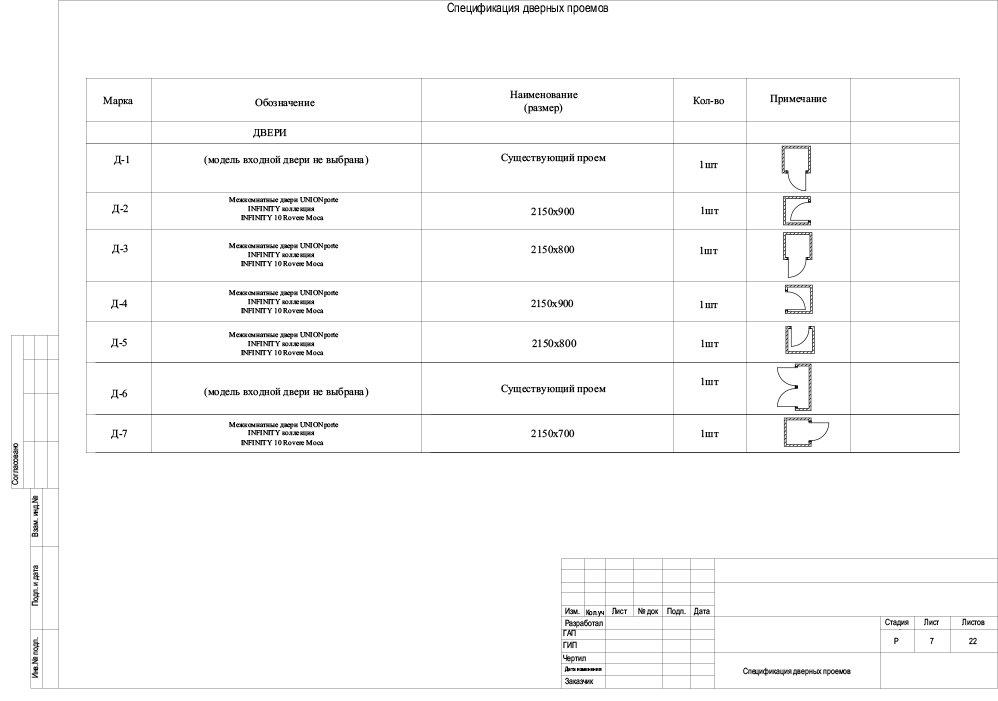 Спецификация дверных проемов
Марка
Обозначение
Наименование
(размер)
Кол-во
Примечание
ДВЕРИ
Д-1
(модель входной двери не выбрана)
Существующий проем
1шт
Д-2
Межкомнатные двери UNIONporte
INFINITY коллекция
INFINITY 10 Rovere Moca
2150x900
1шт
Д-3
Межкомнатные двери UNIONporte
INFINITY коллекция
INFINITY 10 Rovere Moca
2150x800
1шт
Д-4
Межкомнатные двери UNIONporte
INFINITY коллекция
INFINITY 10 Rovere Moca
2150x900
1шт
Д-5
Межкомнатные двери UNIONporte
INFINITY коллекция
INFINITY 10 Rovere Moca
2150x800
1шт
Д-6
(модель входной двери не выбрана)
Существующий проем
1шт
Д-7
Межкомнатные двери UNIONporte
INFINITY коллекция
INFINITY 10 Rovere Moca
2150x700
1шт
Согласовано
Взам. инд.№
Подп. и дата
Инв.№ подл.
Изм. Кол.уч Лист № док Подп. Дата
Разработал
ГАП
ГИП
Чертил
Дата изменения
Заказчик
Стадия Лист Листов
Р 7 22
Спецификация дверных проемов